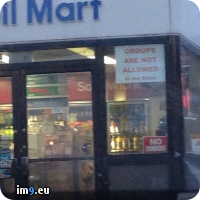 il Mart
GROUPS
ARE NOT
ALLOWED
In the Store
NO
im9.eu